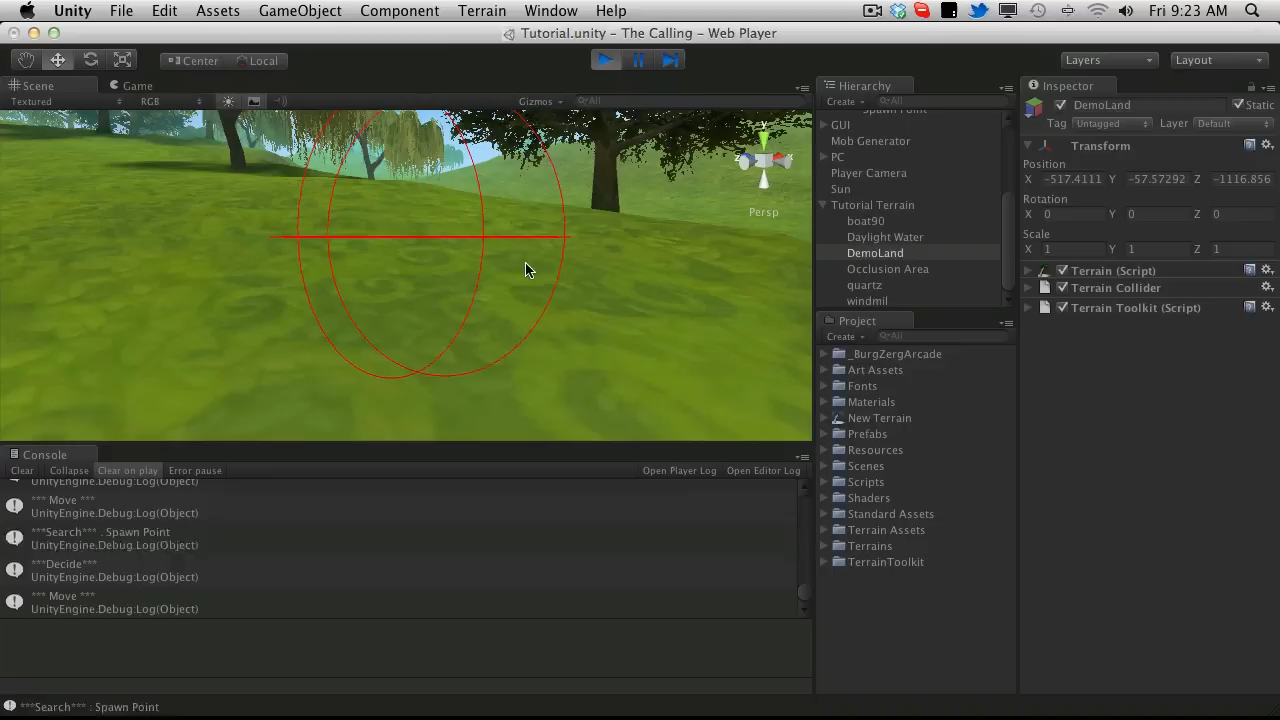 Unity File Edit Assets GameObject Component Terrain Window Help Fri 9:23 AM
Tutorial.unity - The Calling - Web Player
Center Local Layers Layout
Scene Game
Textured RGB Gizmos All
y
z x
Persp
Console
Clear Collapse Clear on play Error pause Open Player Log Open Editor Log
UnityEngine.Debug:Log(Object)
*** Move ***
UnityEngine.Debug:Log(Object)
***Search*** . Spawn Point
UnityEngine.Debug:Log(Object)
***Decide***
UnityEngine.Debug:Log(Object)
*** Move ***
UnityEngine.Debug:Log(Object)
***Search*** : Spawn Point
Hierarchy
Create All
Spawn Point
GUI
Mob Generator
PC
Player Camera
Sun
Tutorial Terrain
boat90
Daylight Water
DemoLand
Occlusion Area
quartz
windmil
Project
Create All
_BurgZergArcade
Art Assets
Fonts
Materials
New Terrain
Prefabs
Resources
Scenes
Scripts
Shaders
Standard Assets
Terrain Assets
Terrains
TerrainToolkit
Inspector
DemoLand Static
Tag Untagged Layer Default
Transform
Position
X -517.4111 Y -57.57292 Z -1116.856
Rotation
X 0 Y 0 Z 0
Scale
X 1 Y 1 Z 1
Terrain (Script)
Terrain Collider
Terrain Toolkit (Script)